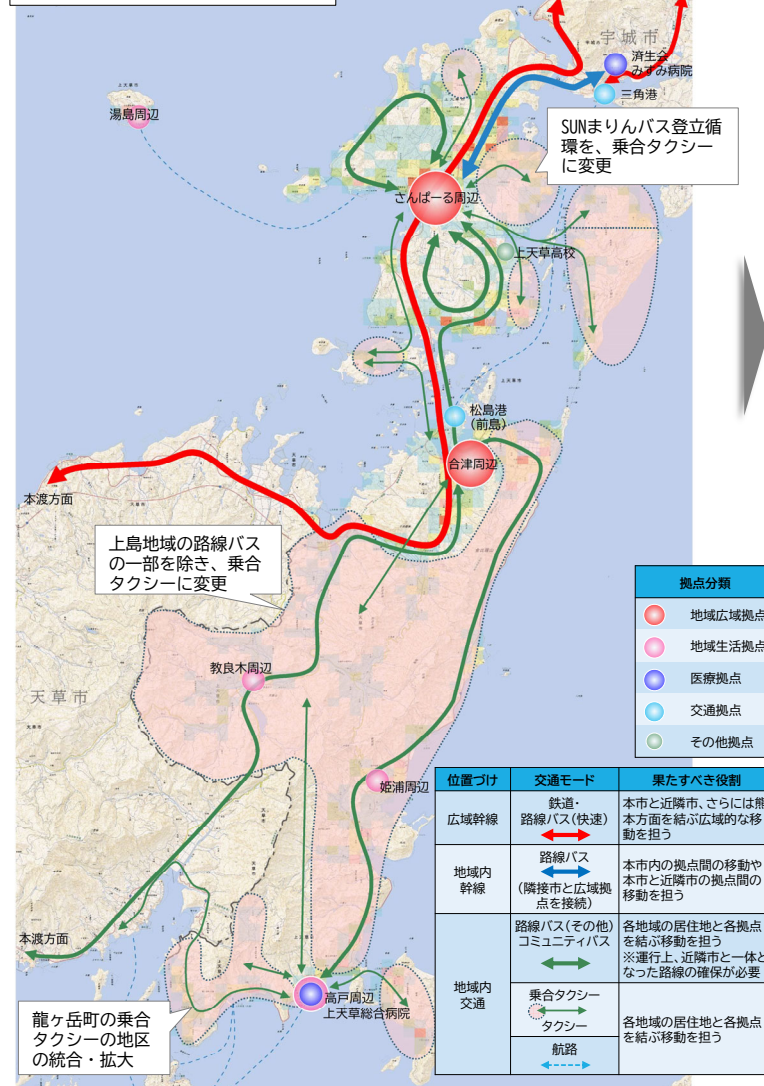 宇城市
済生会
みすみ病院
三角港
湯島周辺
SUNまりんバス登立循
環を、乗合タクシー
に変更
さんぱーる周辺
上天草高校
松島港
(前島)
合津周辺
本渡方面
上島地域の路線バス
の一部を除き、乗合
タクシーに変更
教良木周辺
天草市
姫浦周辺
本渡方面
高戸周辺
上天草総合病院
龍ヶ岳町の乗合
タクシーの地区
の統合・拡大
拠点分類
地域広域拠点
地域生活拠点
医療拠点
交通拠点
その他拠点
位置づけ 交通モード 果たすべき役割
広域幹線
鉄道・
路線バス(快速)
本市と近隣市、さらには熊
本方面を結ぶ広域的な移
動を担う
地域内
幹線
路線バス
(隣接市と広域拠
点を接続)
本市内の拠点間の移動や
本市と近隣市の拠点間の
移動を担う
地域内
交通
路線バス(その他)
コミュニティバス
各地域の居住地と各拠点
を結ぶ移動を担う
※運行上、近隣市と一体と
なった路線の確保が必要
乗合タクシー
タクシー
各地域の居住地と各拠点
を結ぶ移動を担う
航路